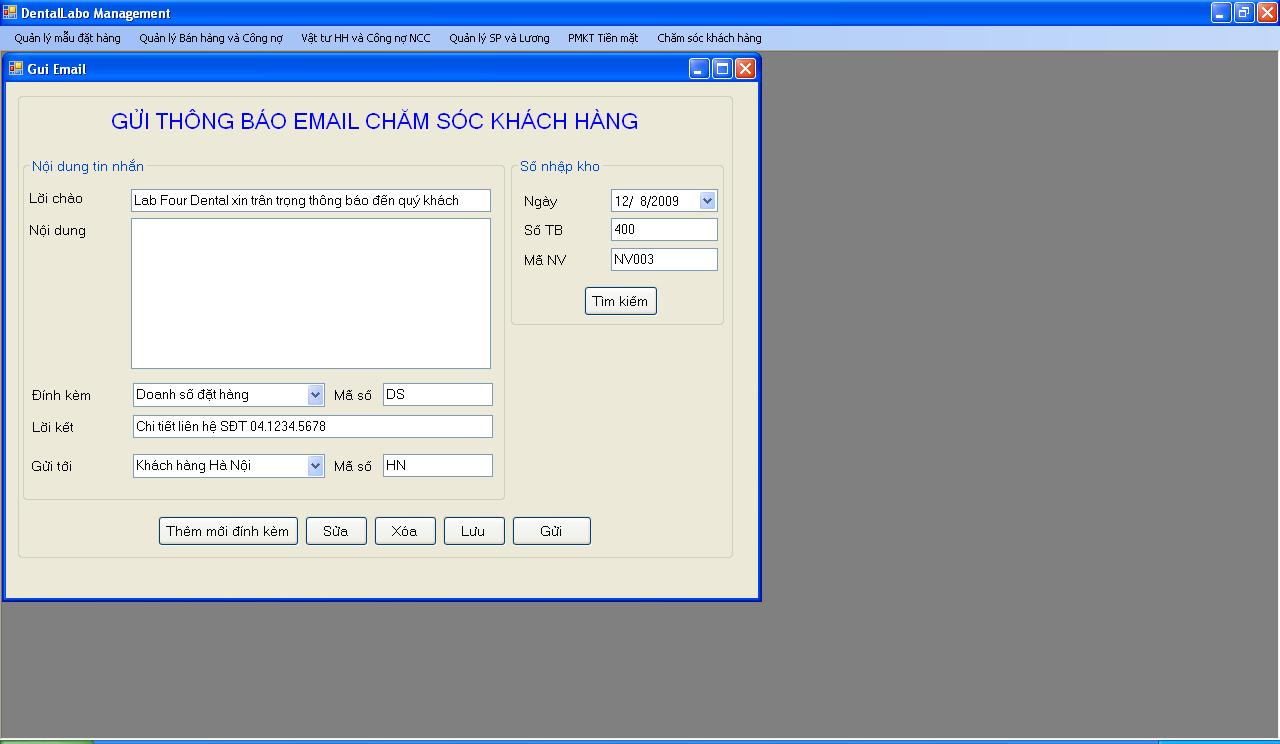 DentalLabo Management
Quản lý mẫu đặt hàng Quản lý Bán hàng và Công nợ Vật tư HH và Công nợ NCC Quản lý SP và Lương PMKT Tiền mặt Chăm sóc khách hàng
Gui Email
GỬI THÔNG BÁO EMAIL CHĂM SÓC KHÁCH HÀNG
Nội dung tin nhắn
Lời chào Lab Four Dental xin trân trọng thông báo đến quý khách
Nội dung
Đính kèm Doanh số đặt hàng Mã số DS
Lời kết Chi tiết liên hệ SĐT 04.1234.5678
Gửi tới Khách hàng Hà Nội Mã số HN
Số nhập kho
Ngày 12/ 8/2009
Số TB 400
Mã NV NV003
Tìm kiếm
Thêm mới đính kèm Sửa Xóa Lưu Gửi